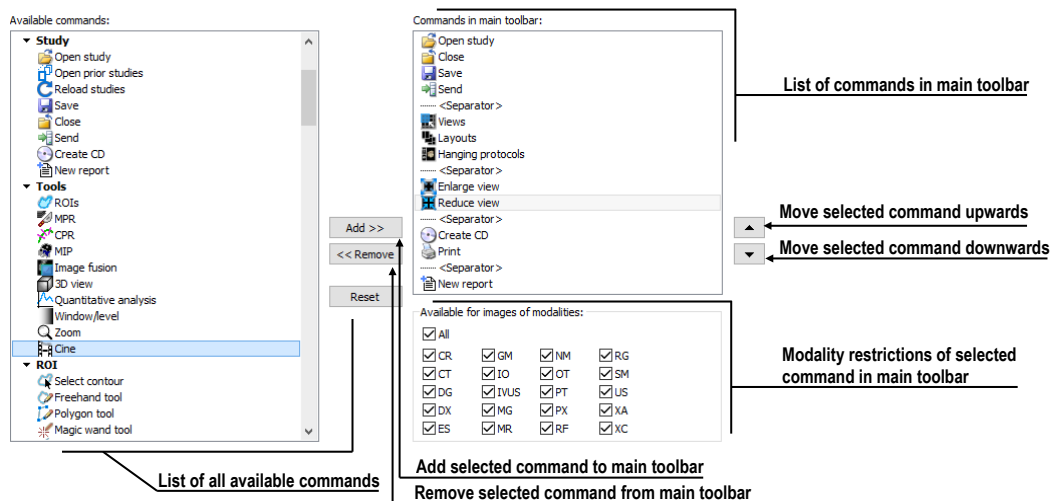 Available commands:
Study
Open study
Open prior studies
Reload studies
Save
Close
Send
Create CD
New report
Tools
ROIs
MPR
CPR
MIP
Image fusion
3D view
Quantitative analysis
Window/level
Zoom
Cine
ROI
Select contour
Freehand tool
Polygon tool
Magic wand tool
Add >>
<< Remove
Reset
Commands in main toolbar:
Open study
Close
Save
Send
<Separator>
Views
Layouts
Hanging protocols
<Separator>
Enlarge view
Reduce view
<Separator>
Create CD
Print
<Separator>
New report
Available for images of modalities:
All
CR GM NM RG
CT IO OT SM
DG IVUS PT US
DX MG PX XA
ES MR RF XC
List of commands in main toolbar
Move selected command upwards
Move selected command downwards
Modality restrictions of selected
command in main toolbar
List of all available commands
Add selected command to main toolbar
Remove selected command from main toolbar